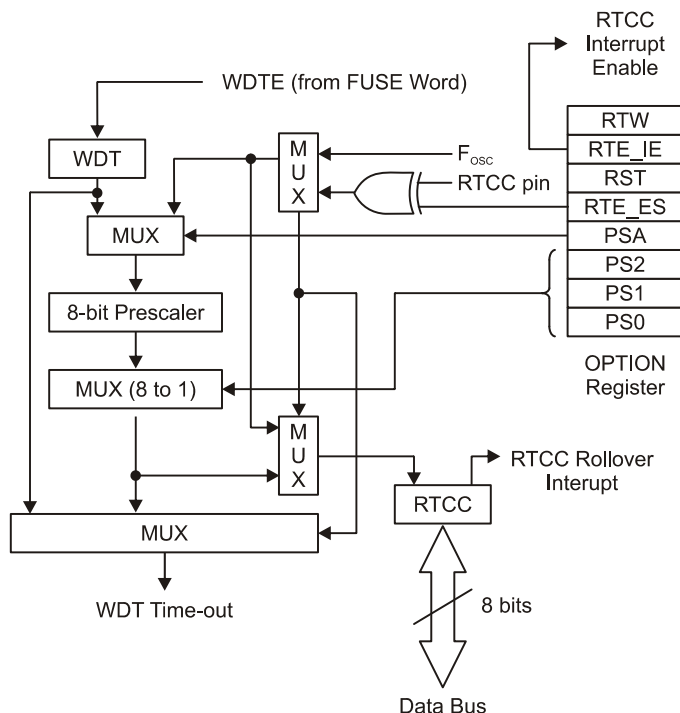 RTCC
Interrupt
Enable
WDTE (from FUSE Word)
RTW
WDT
MUX
FOSC
RTE_IE
RTCC pin
RST
RTE_ES
MUX
PSA
PS2
8-bit Prescaler
PS1
PS0
MUX (8 to 1)
OPTION
Register
MUX
RTCC Rollover
Interupt
RTCC
MUX
WDT Time-out
8 bits
Data Bus